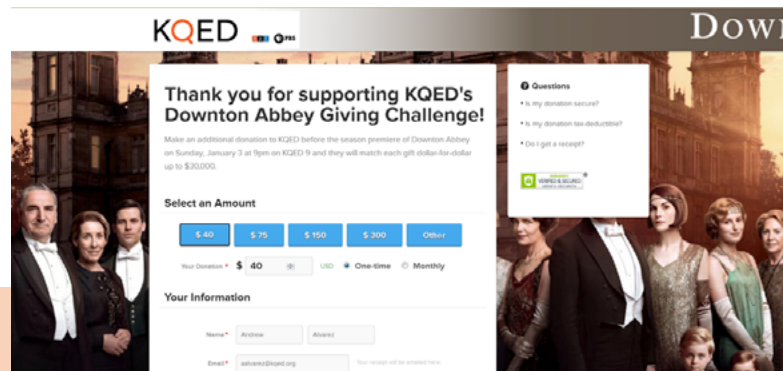 KQED
PBS
Down
Thank you for supporting KQED's
Downton Abbey Giving Challenge!
Make an additional donation to KQED before the season premiere of Downton Abbey
on Sunday, January 3 at 9pm on KQED 9 and they will match each gift dollar-for-dollar
up to $30,000.
Select an Amount
$ 40 $ 75 $ 150 $ 300 Other
Your Donation * $ 40 USD One-time Monthly
Your Information
Name * Andrew Alvarez
Email * aalvarez@kqed.org Your receipt will be emailed here.
? Questions
Is my donation secure?
Is my donation tax-deductible?
Do I get a receipt?
VERIFIED & SECURED